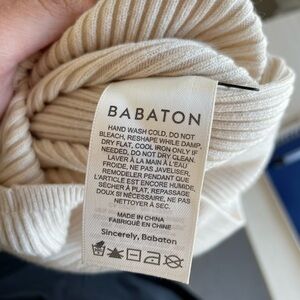 BABATON
HAND WASH COLD, DO NOT
BLEACH, RESHAPE WHILE DAMP,
DRY FLAT, COOL IRON ONLY IF
NEEDED, DO NOT DRY CLEAN.
LAVER À LA MAIN À L'EAU
FROIDE, NE PAS JAVELISER,
REMODELER PENDANT QUE
L'ARTICLE EST ENCORE HUMIDE,
SÉCHER À PLAT, REPASSAGE
DOUX SI NÉCESSAIRE, NE PAS
NETTOYER À SEC.
MADE IN CHINA
FABRIQUÉ EN CHINE
Sincerely, Babaton